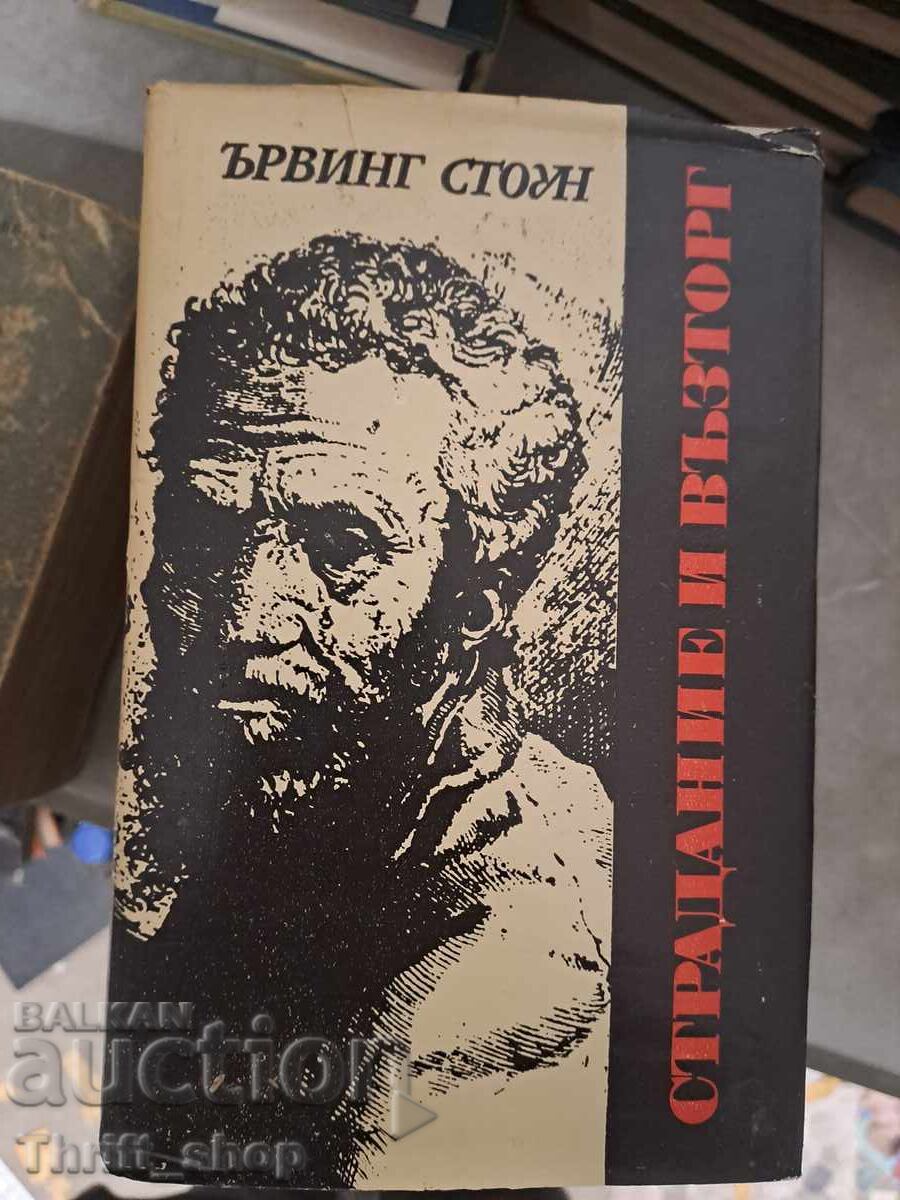 ЪРВИНГ СТОУН
СТРАДАНИЕ И ВЪЗТОРГ
BALKAN
auction
Thrift_shop